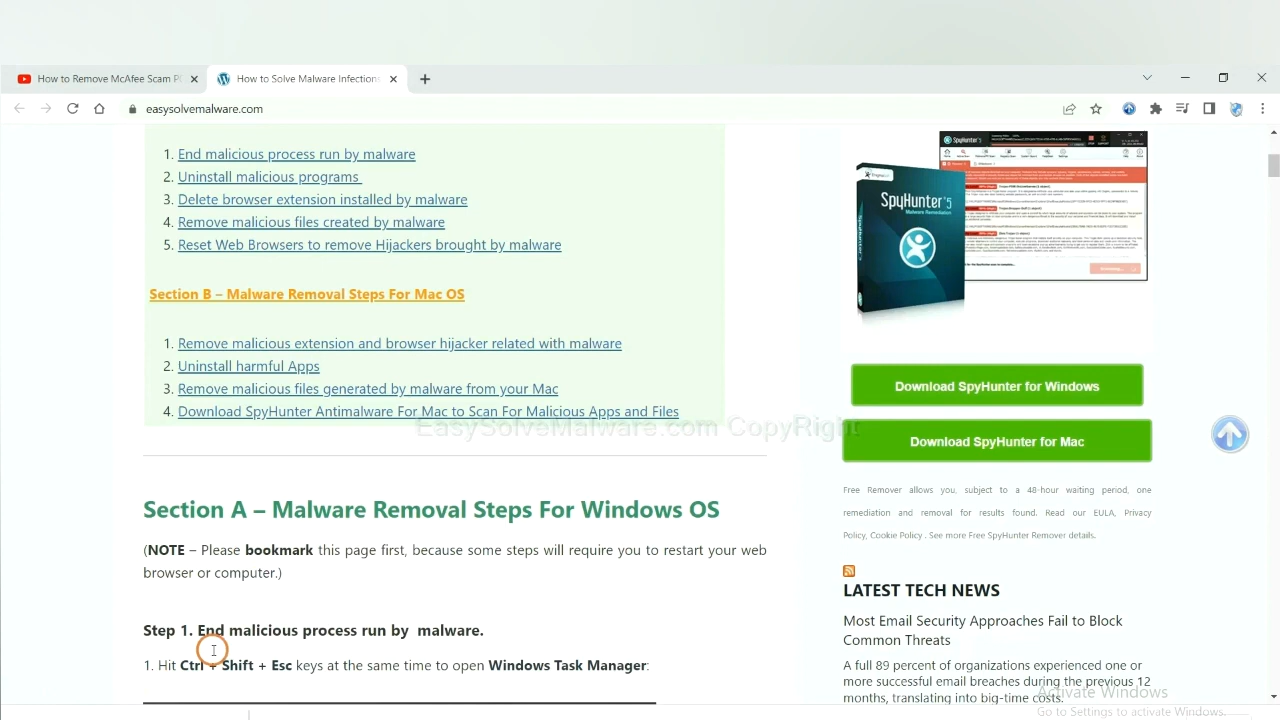 How to Remove McAfee Scam P
How to Solve Malware Infection
easysolvemalware.com
1. End malicious process run by malware
2. Uninstall malicious programs
3. Delete browser extension installed by malware
4. Remove malicious files created by malware
5. Reset Web Browser to Remove Hijackers brought by malware
Section B – Malware Removal Steps For Mac OS
1. Remove malicious extension and browser hijacker related with malware
2. Uninstall harmful Apps
3. Remove malicious files generated by malware from your Mac
4. Download SpyHunter Antimalware For Mac to Scan For Malicious Apps and Files
EasySolveMalware.com CopyRight
Section A – Malware Removal Steps For Windows OS
(NOTE – Please bookmark this page first, because some steps will require you to restart your web
browser or computer.)
Step 1. End malicious process run by malware.
1. Hit Ctrl + Shift + Esc keys at the same time to open Windows Task Manager:
SpyHunter 5
Malware Remediation
Download SpyHunter for Windows
Download SpyHunter for Mac
Free Remover allows you, subject to a 48-hour waiting period, one
remediation and removal for results found. Read our EULA, Privacy
Policy, Cookie Policy . See more Free SpyHunter Remover details.
LATEST TECH NEWS
Most Email Security Approaches Fail to Block
Common Threats
A full 89 percent of organizations experienced one or
more successful email breaches during the previous 12
months, translating into big-time costs.
Activate Windows
Go to Settings to activate Windows.